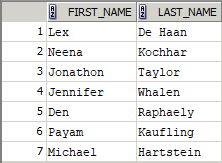 FIRST_NAME LAST_NAME
1 Lex De Haan
2 Neena Kochhar
3 Jonathon Taylor
4 Jennifer Whalen
5 Den Raphaely
6 Payam Kaufling
7 Michael Hartstein